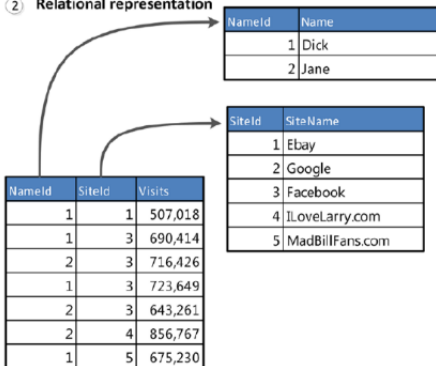 2 Relational representation
NameId Name
1 Dick
2 Jane
SiteId SiteName
1 Ebay
2 Google
3 Facebook
4 ILoveLarry.com
5 MadBillFans.com
NameId SiteId Visits
1 1 507,018
1 3 690,414
2 3 716,426
1 3 723,649
2 3 643,261
2 4 856,767
1 5 675,230